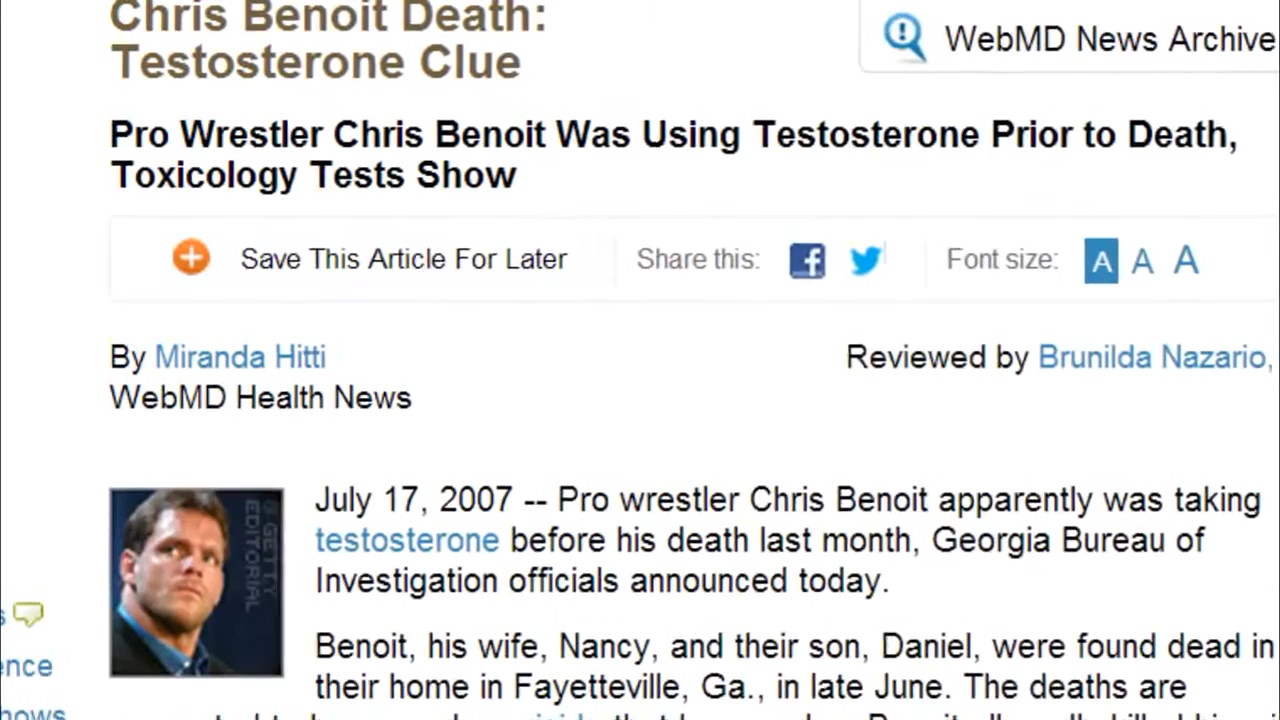 Chris Benoit Death:
Testosterone Clue
WebMD News Archive
Pro Wrestler Chris Benoit Was Using Testosterone Prior to Death,
Toxicology Tests Show
Save This Article For Later Share this: Font size: A A A
By Miranda Hitti Reviewed by Brunilda Nazario,
WebMD Health News
© GETTY
EDITORIAL
July 17, 2007 -- Pro wrestler Chris Benoit apparently was taking
testosterone before his death last month, Georgia Bureau of
Investigation officials announced today.
Benoit, his wife, Nancy, and their son, Daniel, were found dead in
their home in Fayetteville, Ga., in late June. The deaths are